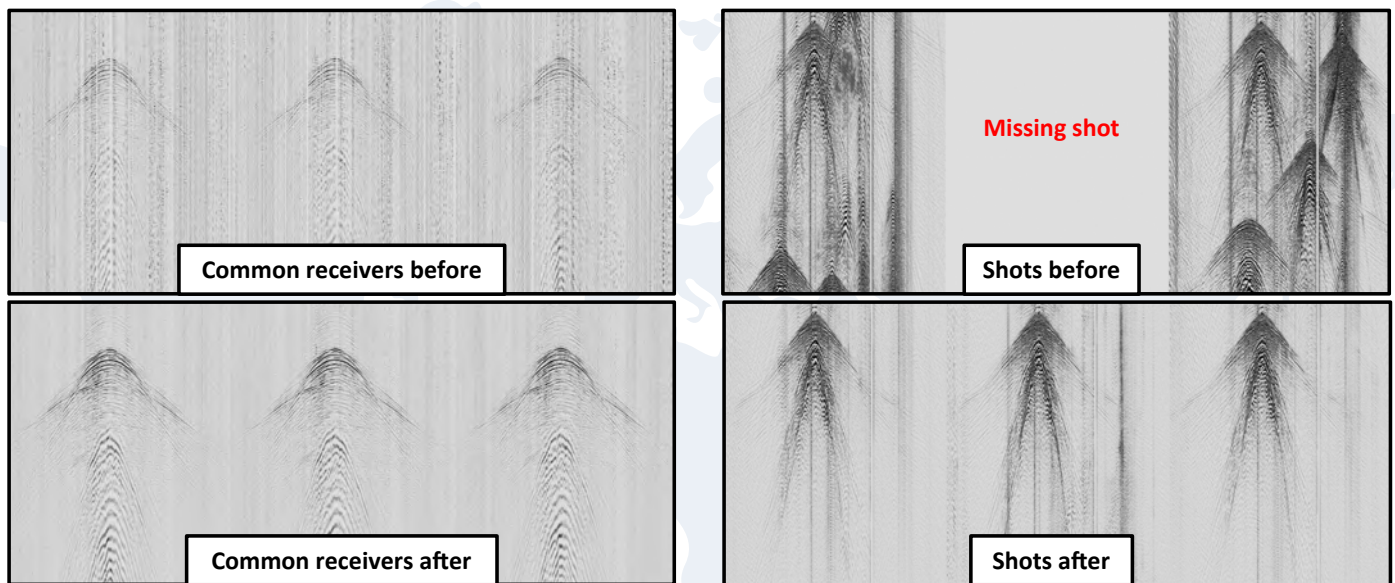 Missing shot
Common receivers before
Shots before
Common receivers after
Shots after